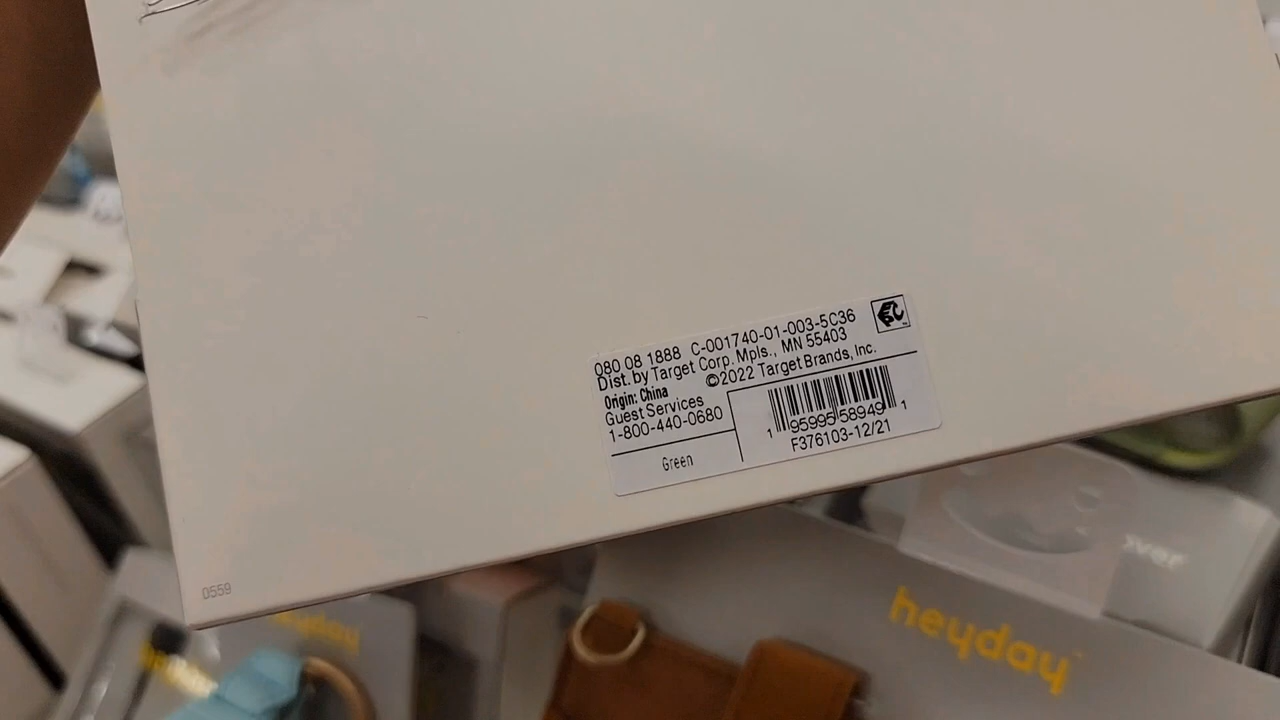 080 08 1888 C-001740-01-003-5C36
Dist. by Target Corp. Mpls., MN 55403
©2022 Target Brands, Inc.
Origin: China
Guest Services
1-800-440-0680
Green
1 95995 58949 1
F376103-12/21
0559
over
heyday
heyday